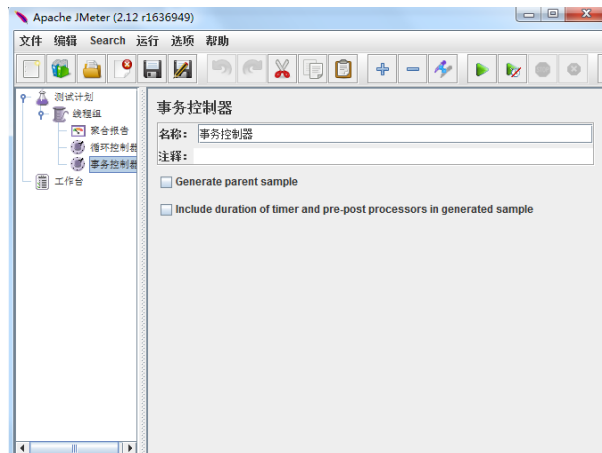 Apache JMeter (2.12 r1636949)
文件 编辑 Search 运行 选项 帮助
测试计划
线程组
聚合报告
循环控制器
事务控制器
工作台
事务控制器
名称： 事务控制器
注释：
Generate parent sample
Include duration of timer and pre-post processors in generated sample